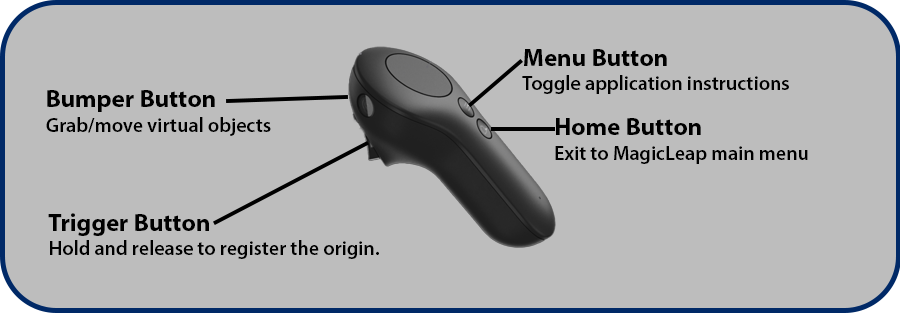 Menu Button
Toggle application instructions
Bumper Button
Grab/move virtual objects
Home Button
Exit to MagicLeap main menu
Trigger Button
Hold and release to register the origin.